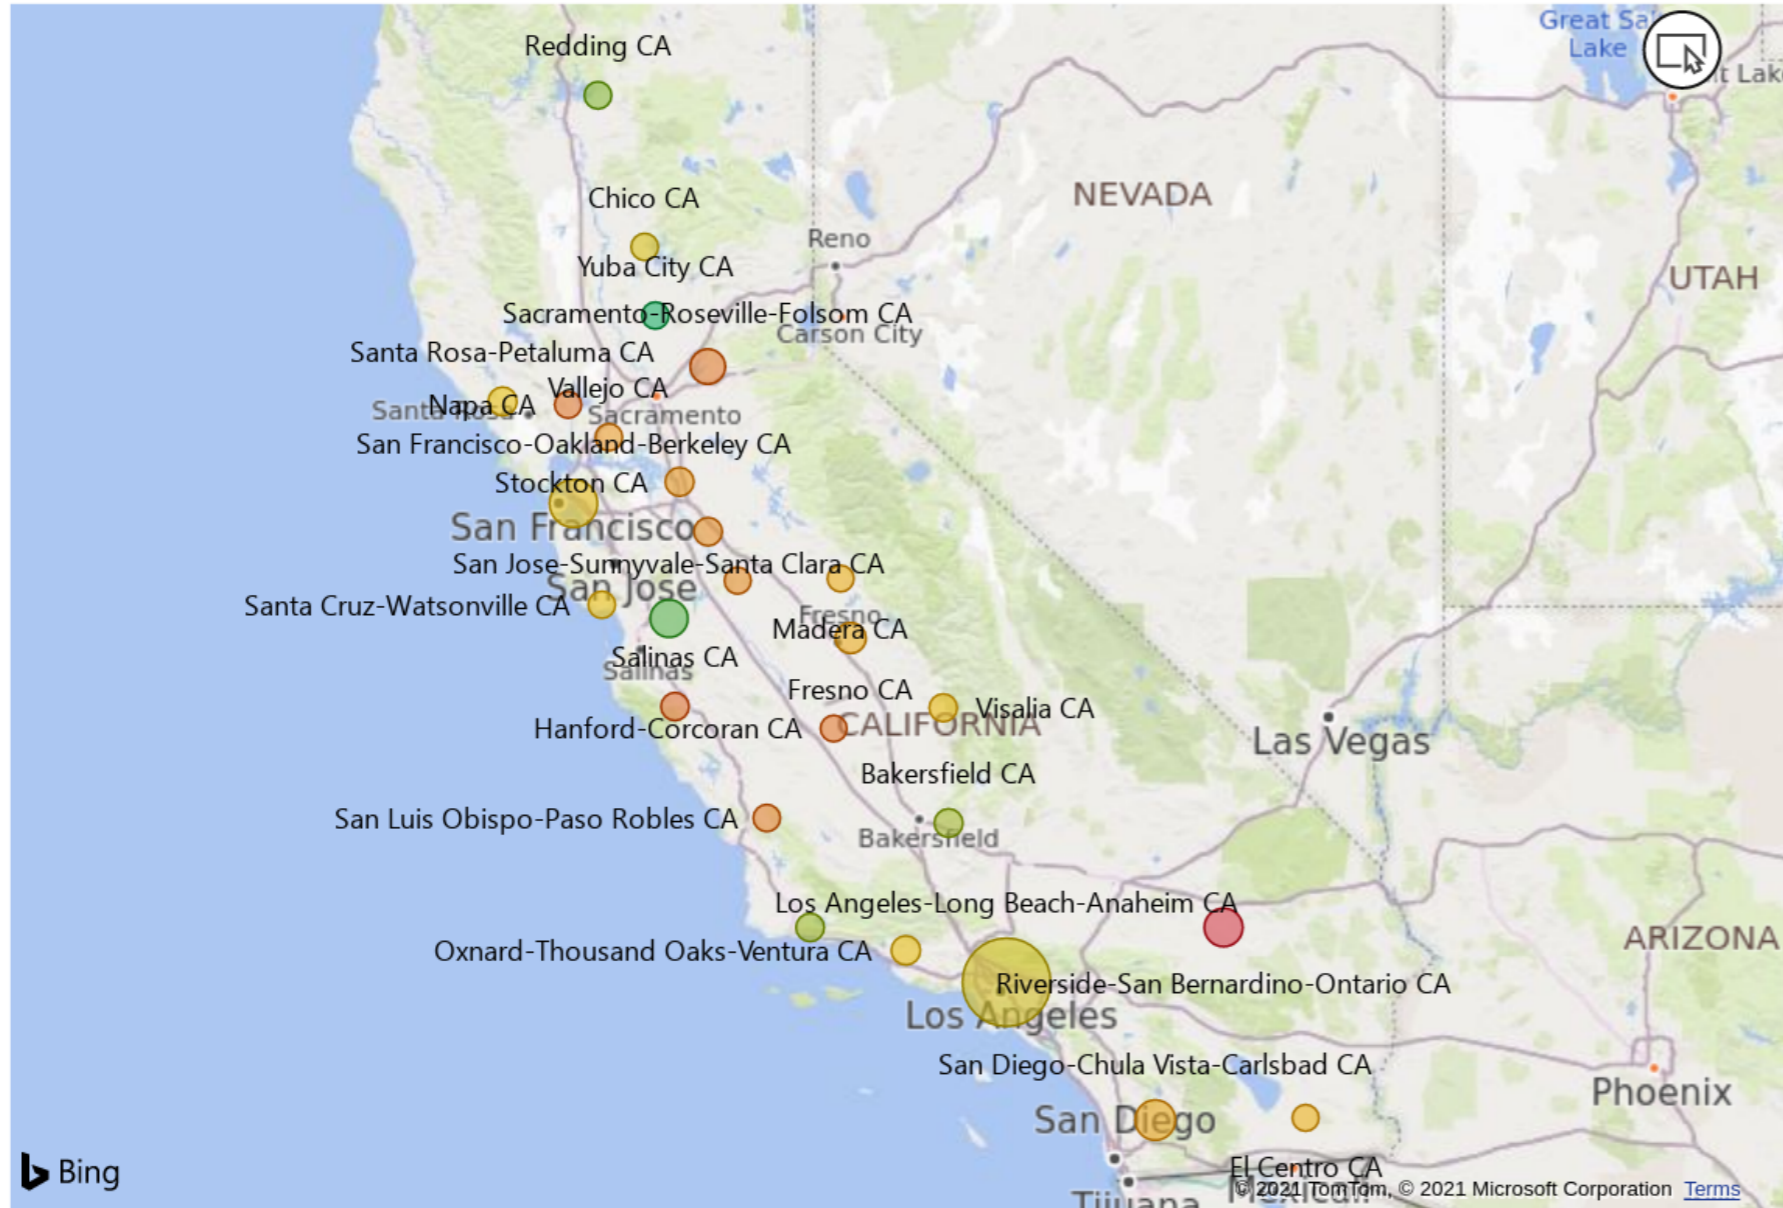 Great Sa
Lake
t Lake
Redding CA
NEVADA
Chico CA
Reno
Yuba City CA
UTAH
Sacramento-Roseville-Folsom CA
Carson City
Santa Rosa-Petaluma CA
Vallejo CA
Napa CA
Santa Rosa
Sacramento
San Francisco-Oakland-Berkeley CA
Stockton CA
San Francisco
San Jose-Sunnyvale-Santa Clara CA
San Jose
Santa Cruz-Watsonville CA
Fresno
Madera CA
Salinas CA
Salinas
Fresno CA
Visalia CA
Hanford-Corcoran CA
CALIFORNIA
Las Vegas
Bakersfield CA
San Luis Obispo-Paso Robles CA
Bakersfield
Los Angeles-Long Beach-Anaheim CA
ARIZONA
Oxnard-Thousand Oaks-Ventura CA
Riverside-San Bernardino-Ontario CA
Los Angeles
San Diego-Chula Vista-Carlsbad CA
Phoenix
San Diego
El Centro CA
Bing
Mexicali
© 2021 TomTom, © 2021 Microsoft Corporation Terms
Tijuana